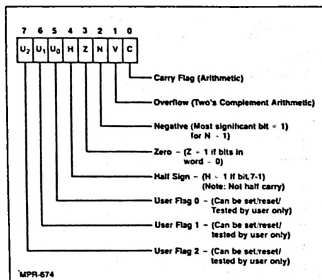 7 6 5 4 3 2 1 0
U2 U1 U0 H Z N V C
Carry Flag (Arithmetic)
Overflow (Two's Complement Arithmetic)
Negative (Most significant bit = 1)
for N - 1
Zero - (Z - 1 if bits in
word - 0)
Half Sign - (H - 1 if bit, 7-1)
(Note: Not half carry)
User Flag 0 - (Can be set/reset/
Tested by user only)
User Flag 1 - (Can be set/reset/
tested by user only)
User Flag 2 - (Can be set/reset/
tested by user only)
MPR-674